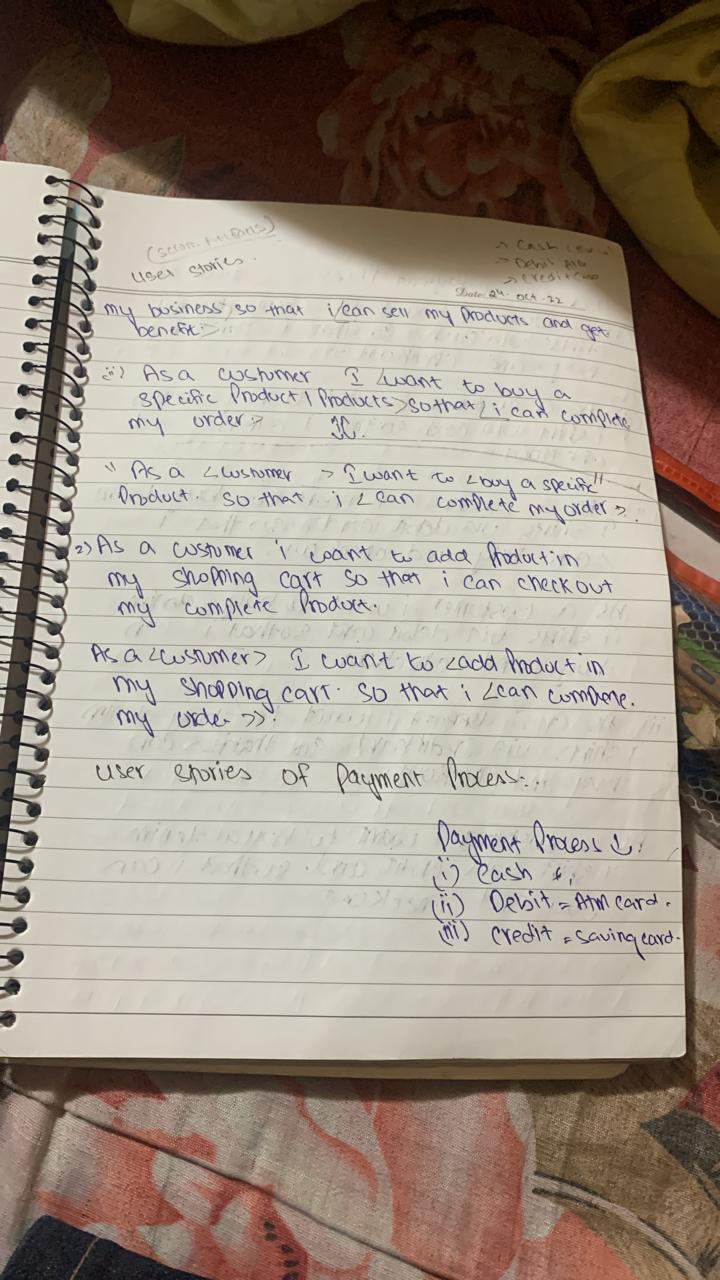 User stories.
→ Cash
→ Debit ATM
→ credit card
Date 24-Oct-22
my business, so that i/can sell my products and get
benefit:>
ii) As a customer I ∠want to buy a
specific Product/Products>so that ∠i can complete
my order:>
" As a <customer > I want to <buy a specific"
Product. so that i <can complete my order >.
2) As a customer i want to add Product in
my shopping cart so that i can checkout
my complete Product.
As a <customer> I want to <add Product in
my shopping cart. so that i <can complete.
my order >>.
User stories of Payment Process:.
Payment Process ↓:
(i) Cash
(ii) Debit = Atm card.
(iii) credit = saving card.